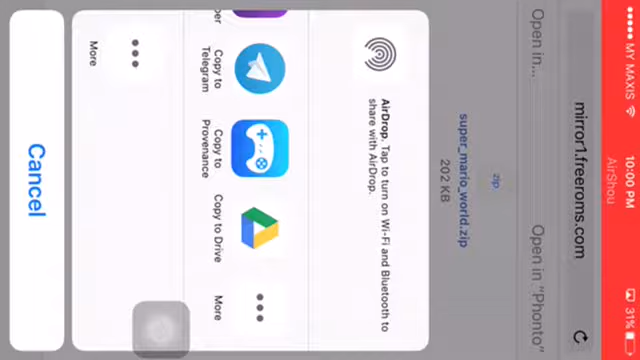 MY MAXIS 10:00 PM 31%
AirShou
mirror1.freeroms.com
Open in... Open in "Phonto"
zip
super_mario_world.zip
202 KB
AirDrop. Tap to turn on Wi-Fi and Bluetooth to
share with AirDrop.
per
Copy to
Telegram
Copy to
Provenance
Copy to Drive
More
More
Cancel